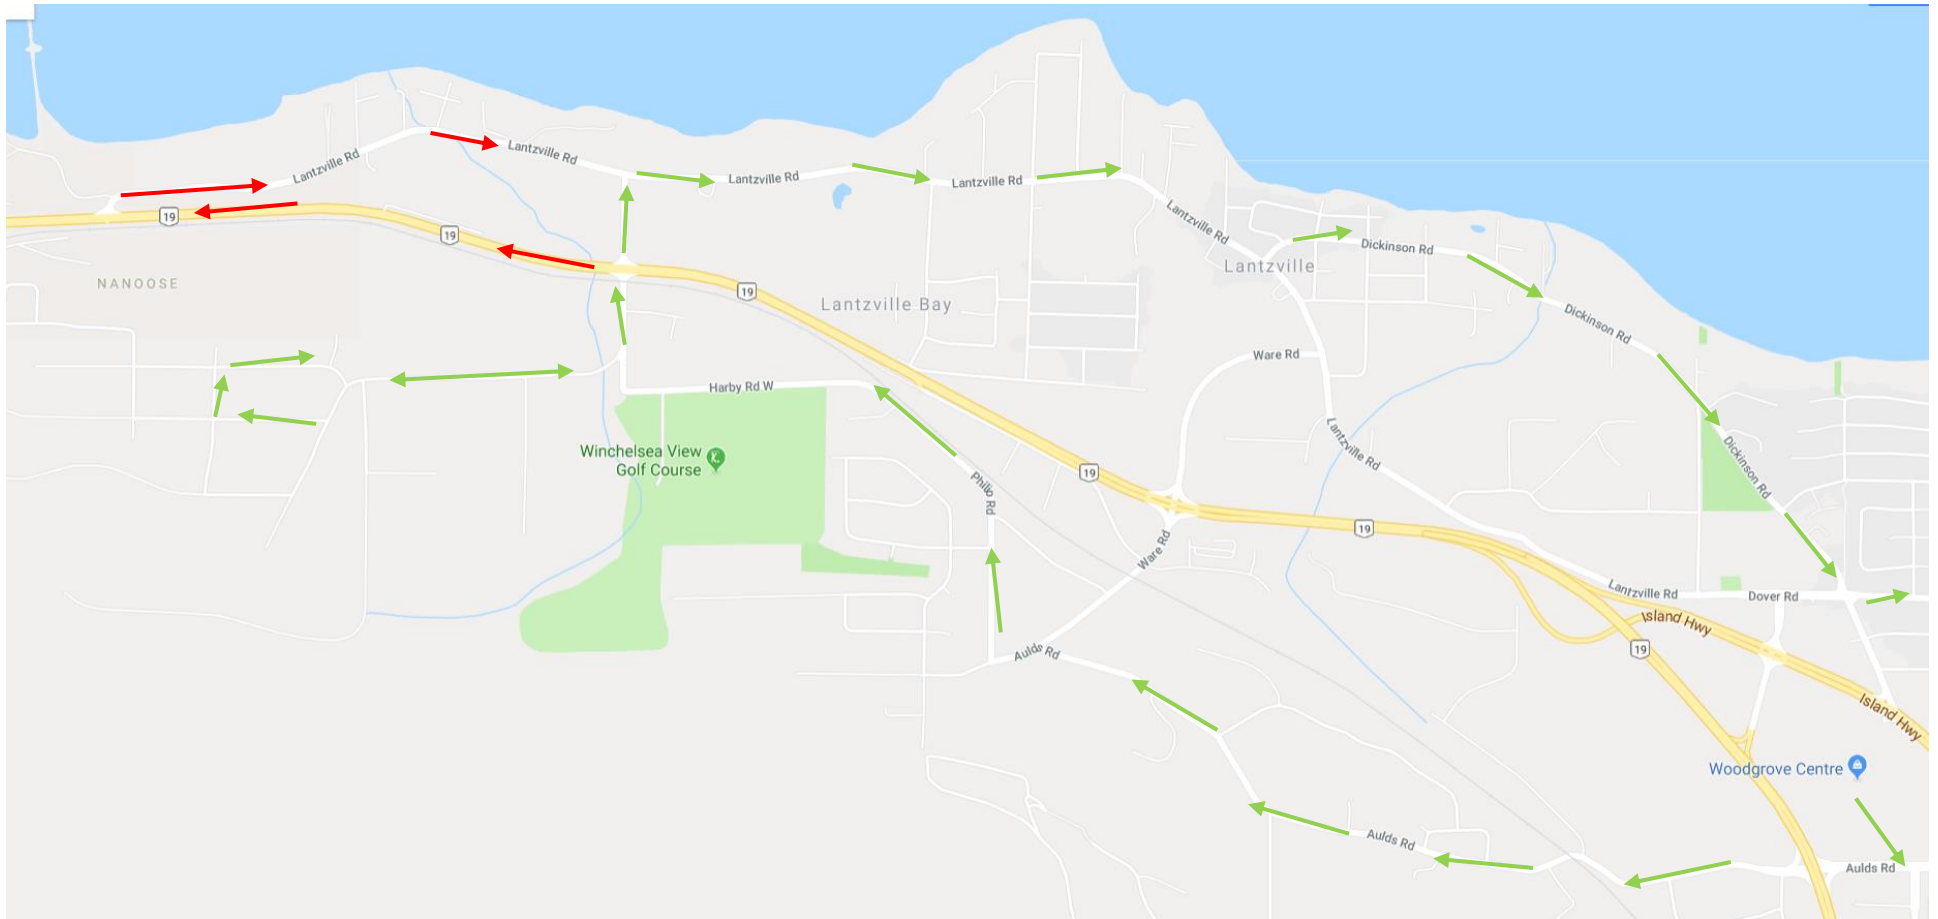 Lantzville Rd
Lantzville Rd
Lantzville Rd
Lantzville Rd
Lantzville Rd
19
19
Dickinson Rd
Lantzville
NANOOSE
19
Lantzville Bay
Dickinson Rd
Ware Rd
Harby Rd W
Lantzville Rd
Winchelsea View
Golf Course
19
Dickinson Rd
Philip Rd
19
Ware Rd
Lantzville Rd
Dover Rd
Island Hwy
Aulds Rd
19
Island Hwy
Woodgrove Centre
Aulds Rd
Aulds Rd